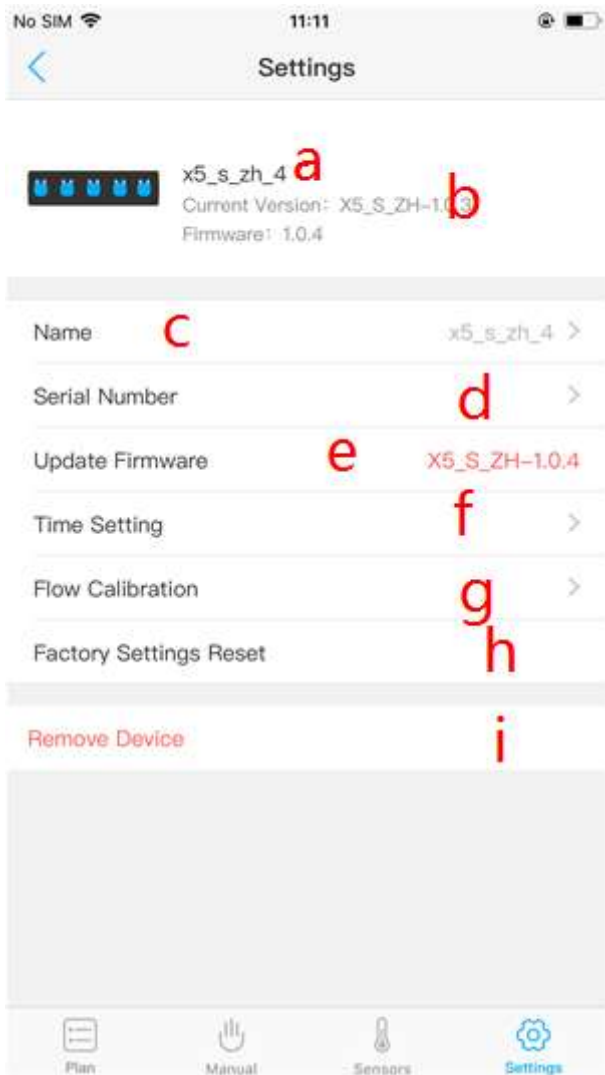 No SIM 11:11
Settings
x5_s_zh_4 a
Current Version: X5_S_ZH-1.0.3 b
Firmware: 1.0.4
Name c x5_s_zh_4
Serial Number d
Update Firmware e X5_S_ZH-1.0.4
Time Setting f
Flow Calibration g
Factory Settings Reset h
Remove Device i
Plan Manual Sensors Settings